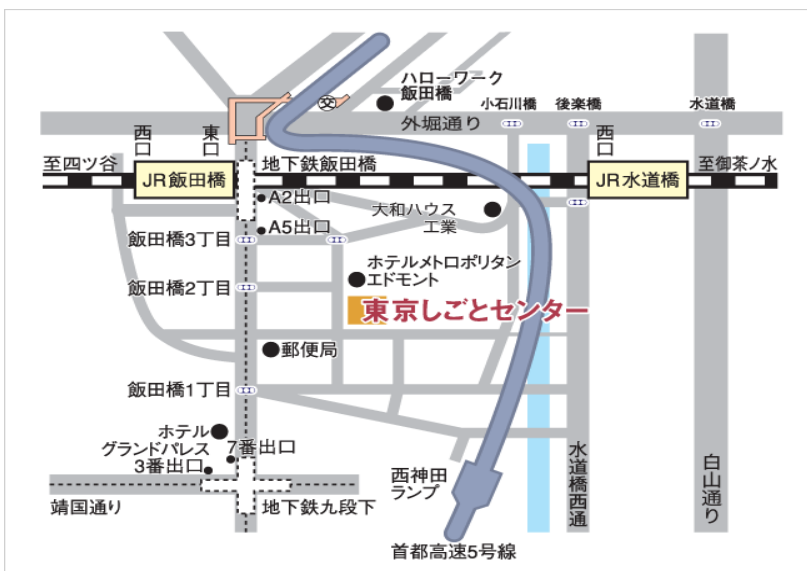 ハローワーク
飯田橋
交
小石川橋
後楽橋
水道橋
外堀通り
西口
東口
西口
至四ツ谷
JR飯田橋
地下鉄飯田橋
JR水道橋
至御茶ノ水
A2出口
大和ハウス
工業
A5出口
飯田橋3丁目
ホテルメトロポリタン
エドモント
飯田橋2丁目
東京しごとセンター
郵便局
飯田橋1丁目
ホテル
グランドパレス
7番出口
3番出口
西神田
ランプ
水道橋西通
白山通り
靖国通り
地下鉄九段下
首都高速5号線